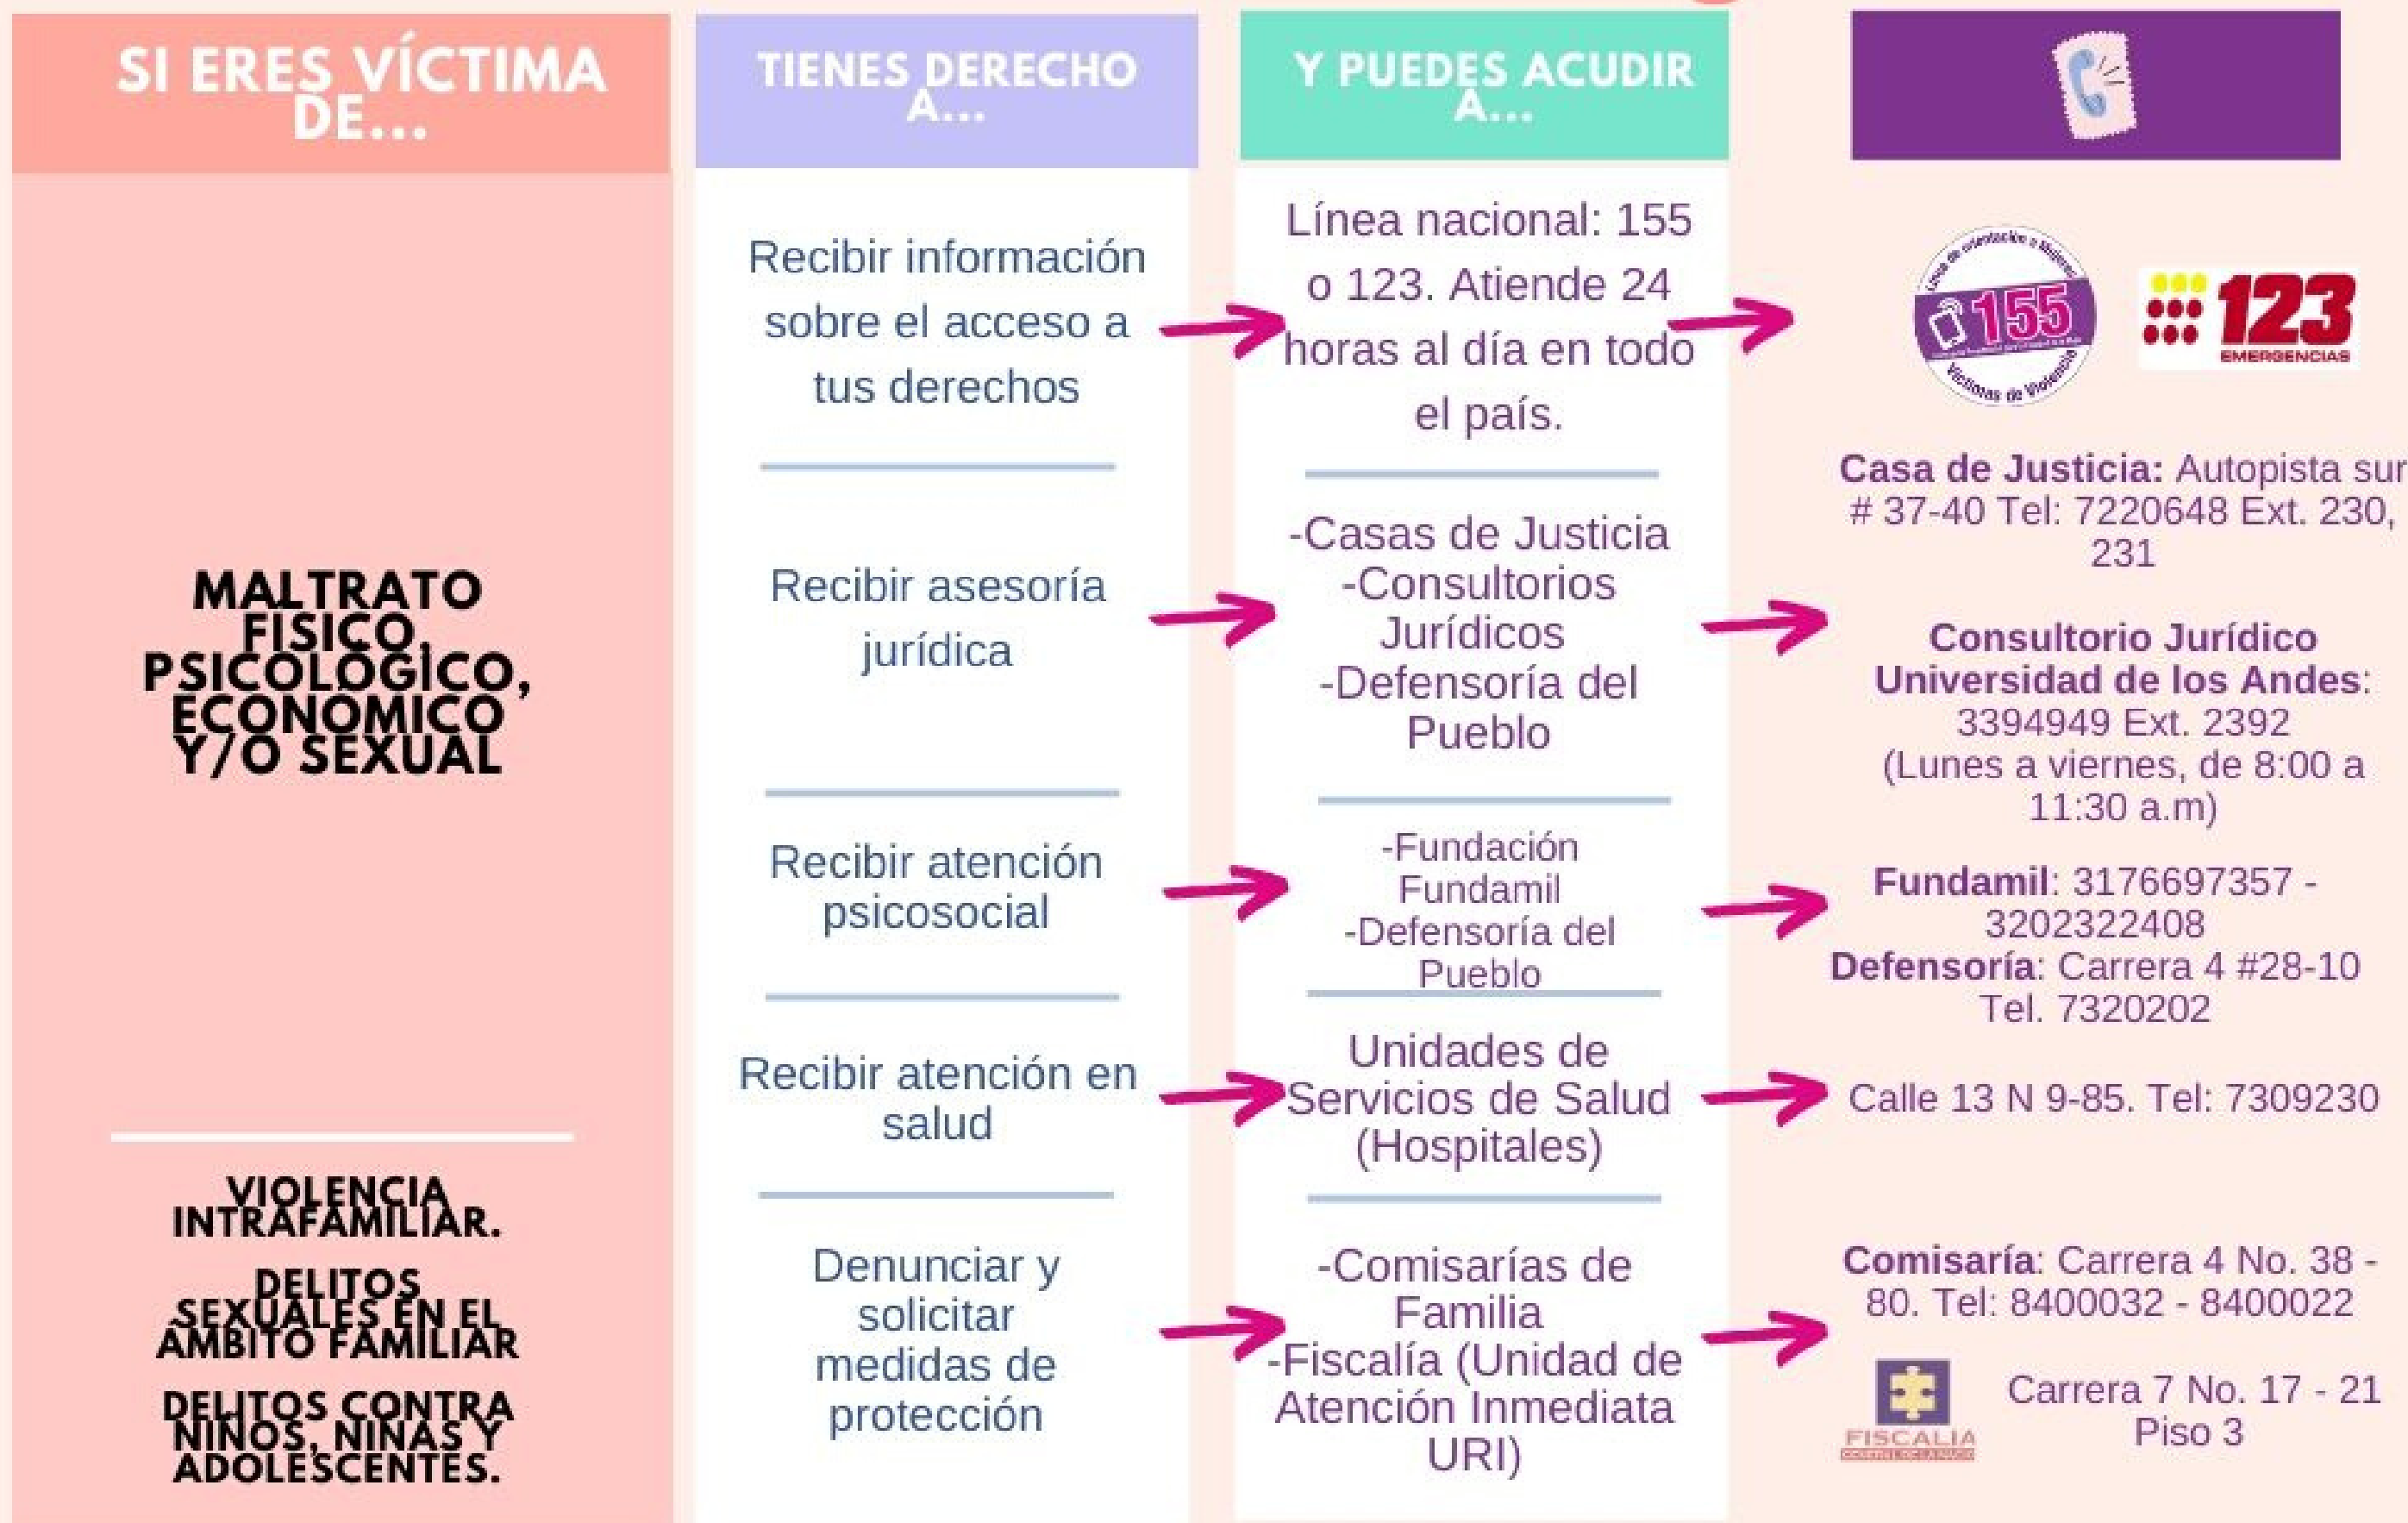 SI ERES VÍCTIMA
DE...
MALTRATO
FÍSICO,
PSICOLÓGICO,
ECONÓMICO
Y/O SEXUAL
VIOLENCIA
INTRAFAMILIAR.
DELITOS
SEXUALES EN EL
ÁMBITO FAMILIAR
DELITOS CONTRA
NIÑOS, NIÑAS Y
ADOLESCENTES.
TIENES DERECHO
A...
Recibir información
sobre el acceso a
tus derechos
Recibir asesoría
jurídica
Recibir atención
psicosocial
Recibir atención en
salud
Denunciar y
solicitar
medidas de
protección
Y PUEDES ACUDIR
A...
Línea nacional: 155
o 123. Atiende 24
horas al día en todo
el país.
-Casas de Justicia
-Consultorios
Jurídicos
-Defensoría del
Pueblo
-Fundación
Fundamil
-Defensoría del
Pueblo
Unidades de
Servicios de Salud
(Hospitales)
-Comisarías de
Familia
-Fiscalía (Unidad de
Atención Inmediata
URI)
Línea de orientación a Mujeres
155
Víctimas de Violencia
123
EMERGENCIAS
Casa de Justicia: Autopista sur
# 37-40 Tel: 7220648 Ext. 230,
231
Consultorio Jurídico
Universidad de los Andes:
3394949 Ext. 2392
(Lunes a viernes, de 8:00 a
11:30 a.m)
Fundamil: 3176697357 -
3202322408
Defensoría: Carrera 4 #28-10
Tel. 7320202
Calle 13 N 9-85. Tel: 7309230
Comisaría: Carrera 4 No. 38 -
80. Tel: 8400032 - 8400022
FISCALIA
Carrera 7 No. 17 - 21
Piso 3